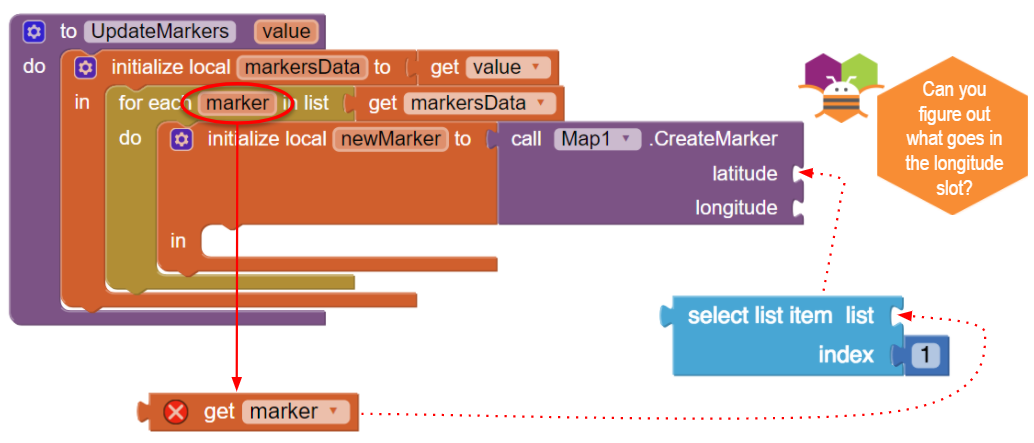 to UpdateMarkers value
do initialize local markersData to get value
in for each marker in list get markersData
do initialize local newMarker to call Map1 .CreateMarker
latitude
longitude
in
Can you
figure out
what goes in
the longitude
slot?
select list item list
index 1
get marker